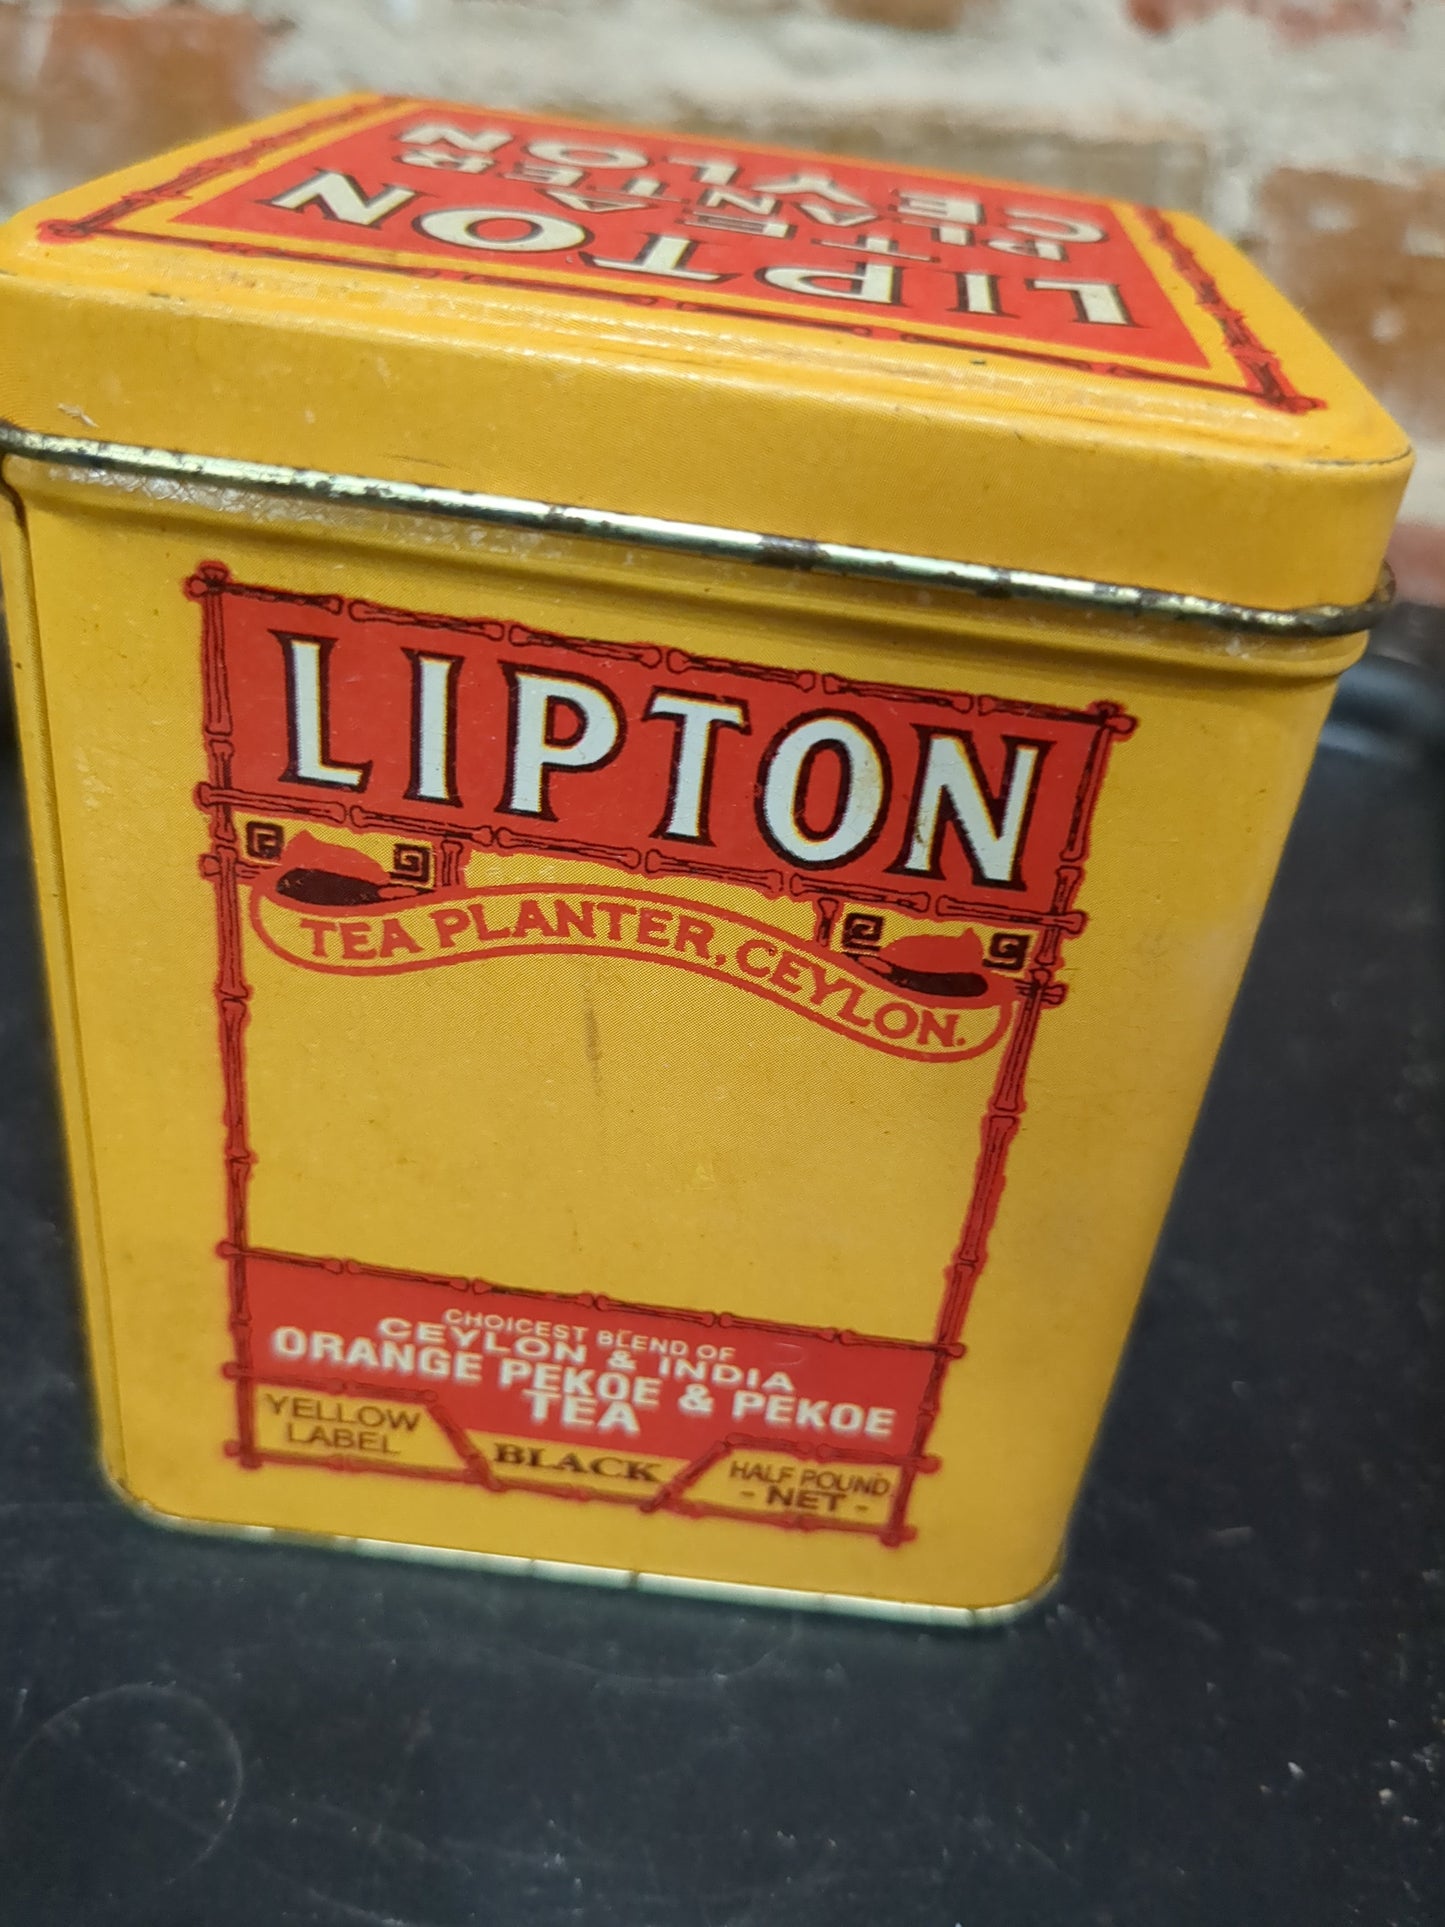 LIPTON
TEA
PLANTER
CEYLON
LIPTON
TEA PLANTER, CEYLON.
CHOICEST BLEND OF
CEYLON & INDIA
ORANGE PEKOE & PEKOE
TEA
YELLOW
LABEL
BLACK
HALF POUND
- NET -